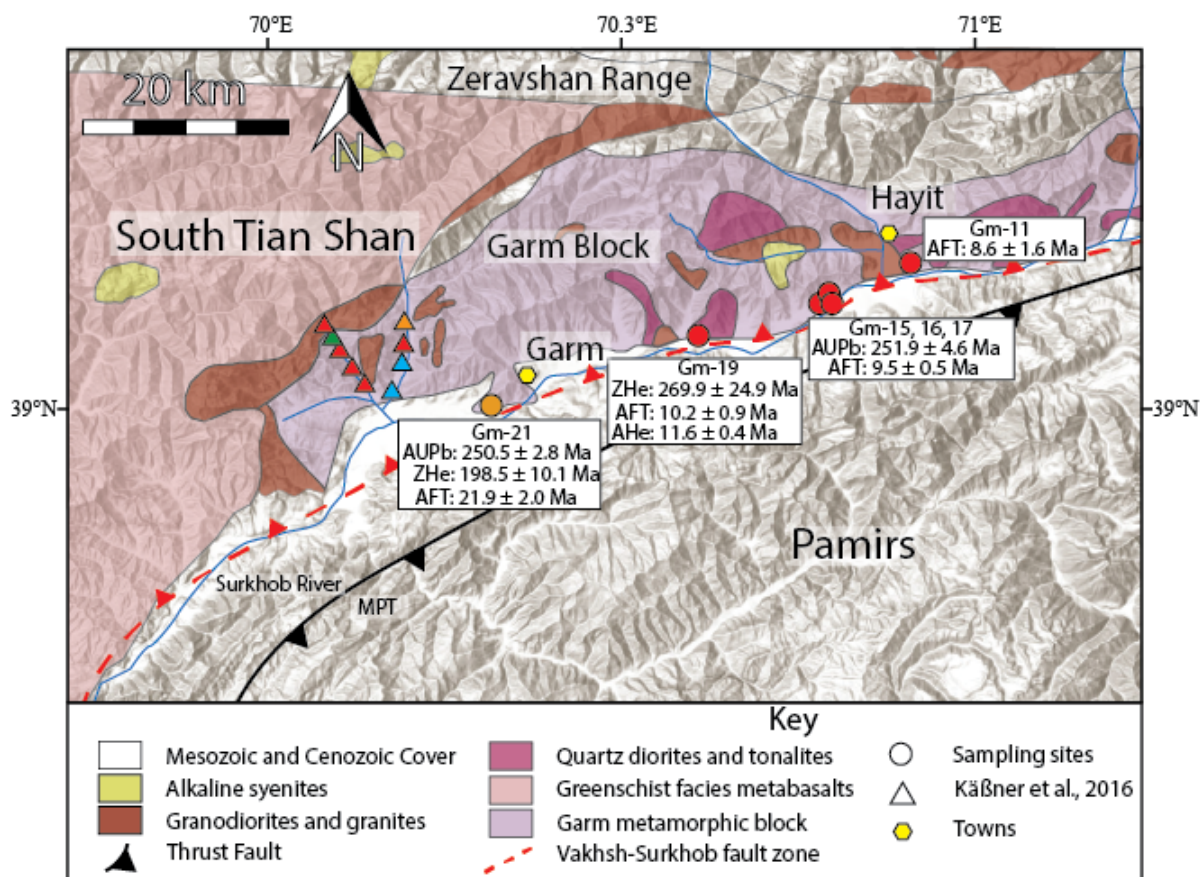 70°E
70.3°E
71°E
Zeravshan Range
20 km
N
Hayit
South Tian Shan
Garm Block
Gm-11
AFT: 8.6 ± 1.6 Ma
Gm-15, 16, 17
AUPb: 251.9 ± 4.6 Ma
AFT: 9.5 ± 0.5 Ma
Garm
Gm-19
ZHe: 269.9 ± 24.9 Ma
AFT: 10.2 ± 0.9 Ma
AHe: 11.6 ± 0.4 Ma
39°N
39°N
Gm-21
AUPb: 250.5 ± 2.8 Ma
ZHe: 198.5 ± 10.1 Ma
AFT: 21.9 ± 2.0 Ma
Pamirs
Surkhob River
MPT
Key
Mesozoic and Cenozoic Cover
Alkaline syenites
Granodiorites and granites
Thrust Fault
Quartz diorites and tonalites
Greenschist facies metabasalts
Garm metamorphic block
Vakhsh-Surkhob fault zone
Sampling sites
Käßner et al., 2016
Towns